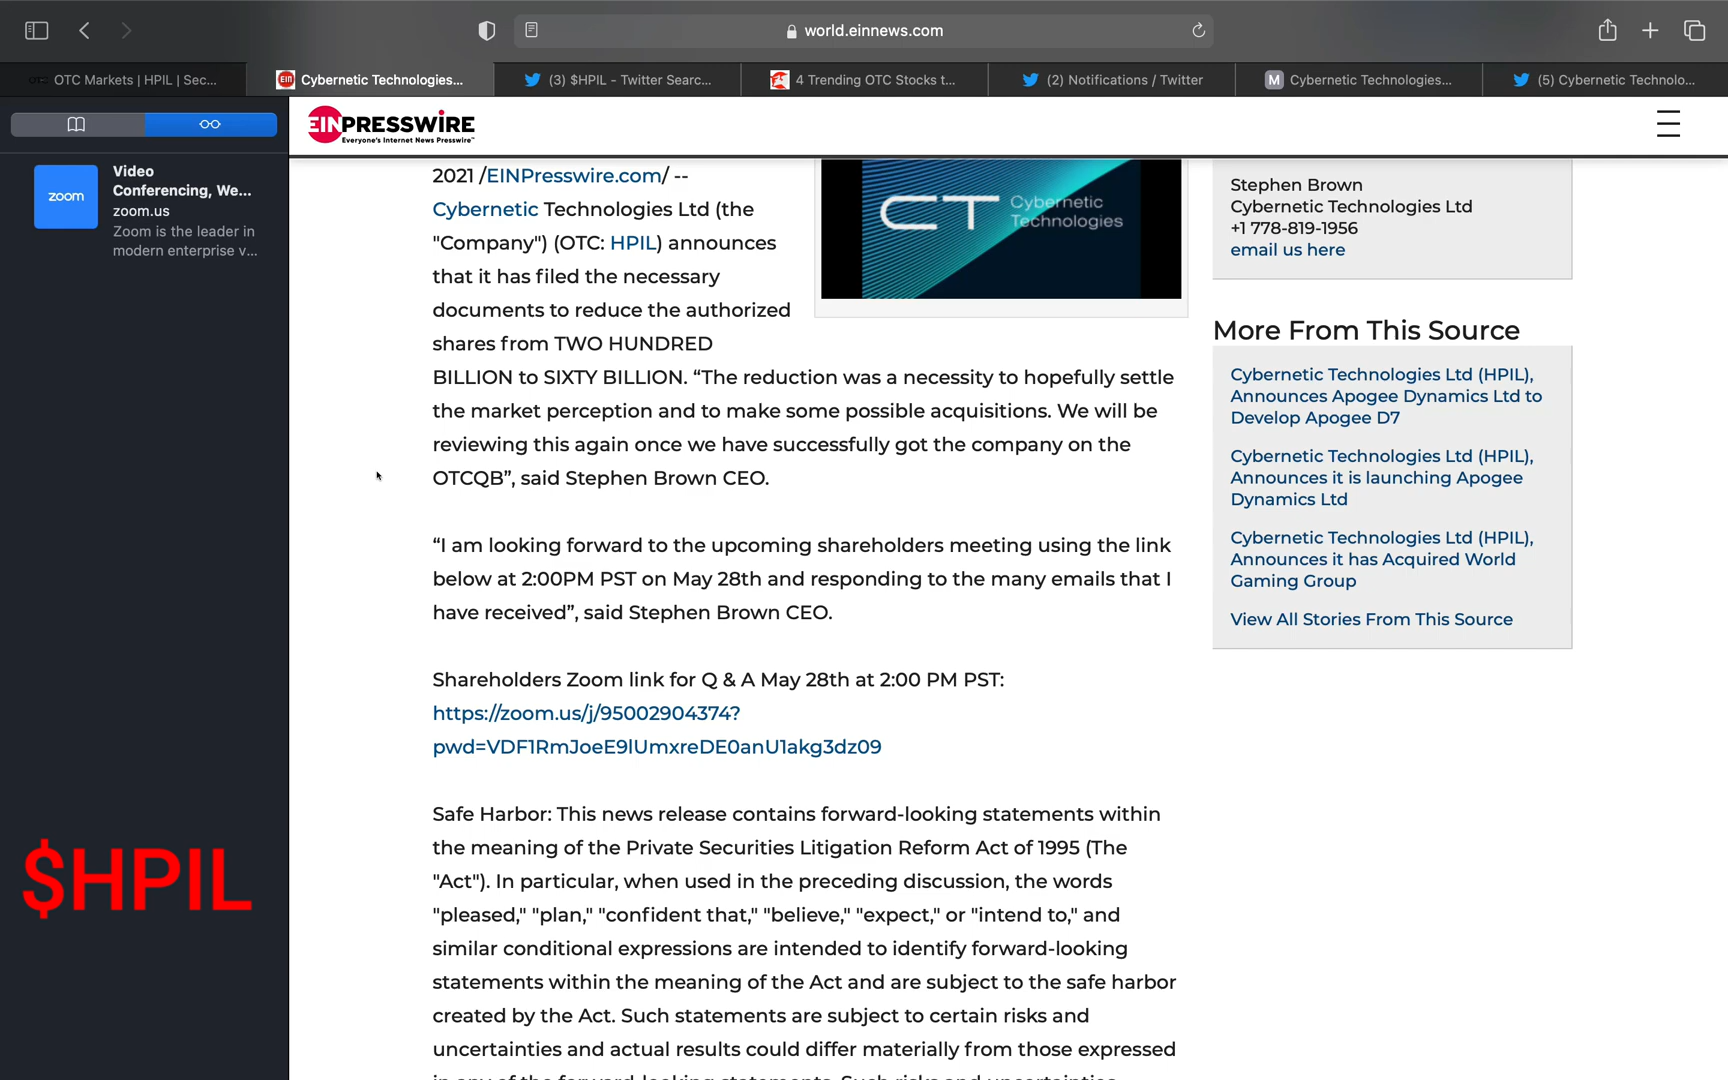 world.einnews.com
OTC Markets | HPIL | Sec...
Cybernetic Technologies...
(3) $HPIL - Twitter Searc...
4 Trending OTC Stocks t...
(2) Notifications / Twitter
M Cybernetic Technologies...
(5) Cybernetic Technolo...
zoom
Video
Conferencing, We...
zoom.us
Zoom is the leader in
modern enterprise v...
$HPIL
EINPRESSWIRE
Everyone's Internet News Presswire™
2021 /EINPresswire.com/ --
Cybernetic Technologies Ltd (the
"Company") (OTC: HPIL) announces
that it has filed the necessary
documents to reduce the authorized
shares from TWO HUNDRED
BILLION to SIXTY BILLION. “The reduction was a necessity to hopefully settle
the market perception and to make some possible acquisitions. We will be
reviewing this again once we have successfully got the company on the
OTCQB”, said Stephen Brown CEO.
“I am looking forward to the upcoming shareholders meeting using the link
below at 2:00PM PST on May 28th and responding to the many emails that I
have received”, said Stephen Brown CEO.
Shareholders Zoom link for Q & A May 28th at 2:00 PM PST:
https://zoom.us/j/95002904374?
pwd=VDF1RmJoeE9lUmxreDE0anU1akg3dz09
Safe Harbor: This news release contains forward-looking statements within
the meaning of the Private Securities Litigation Reform Act of 1995 (The
"Act"). In particular, when used in the preceding discussion, the words
"pleased," "plan," "confident that," "believe," "expect," or "intend to," and
similar conditional expressions are intended to identify forward-looking
statements within the meaning of the Act and are subject to the safe harbor
created by the Act. Such statements are subject to certain risks and
uncertainties and actual results could differ materially from those expressed
in any of the forward-looking statements. Such risks and uncertainties
CT Cybernetic
Technologies
Stephen Brown
Cybernetic Technologies Ltd
+1 778-819-1956
email us here
More From This Source
Cybernetic Technologies Ltd (HPIL),
Announces Apogee Dynamics Ltd to
Develop Apogee D7
Cybernetic Technologies Ltd (HPIL),
Announces it is launching Apogee
Dynamics Ltd
Cybernetic Technologies Ltd (HPIL),
Announces it has Acquired World
Gaming Group
View All Stories From This Source